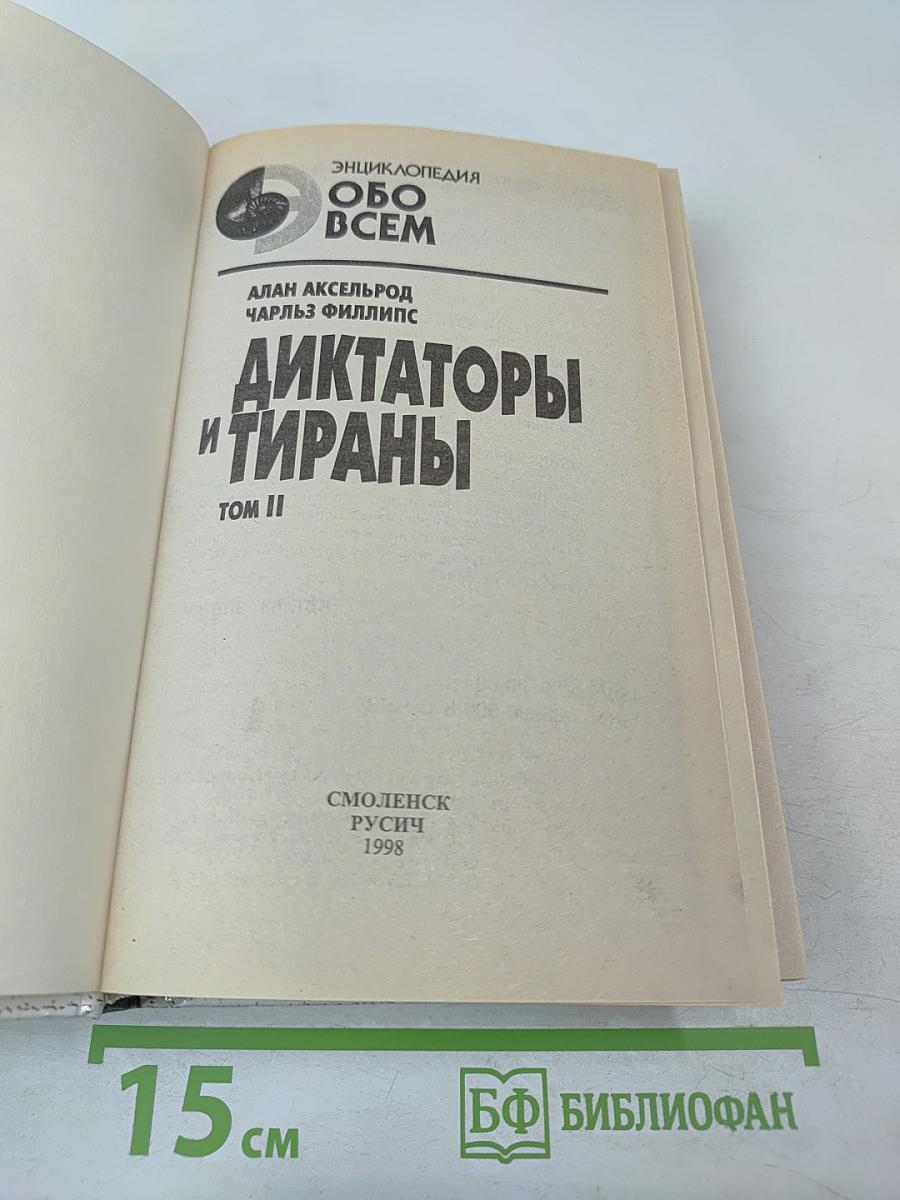 ЭНЦИКЛОПЕДИЯ
ОБО
ВСЕМ
АЛАН АКСЕЛЬРОД
ЧАРЛЬЗ ФИЛЛИПС
ДИКТАТОРЫ
И ТИРАНЫ
ТОМ II
СМОЛЕНСК
РУСИЧ
1998
15 см
БФ БИБЛИОФАН